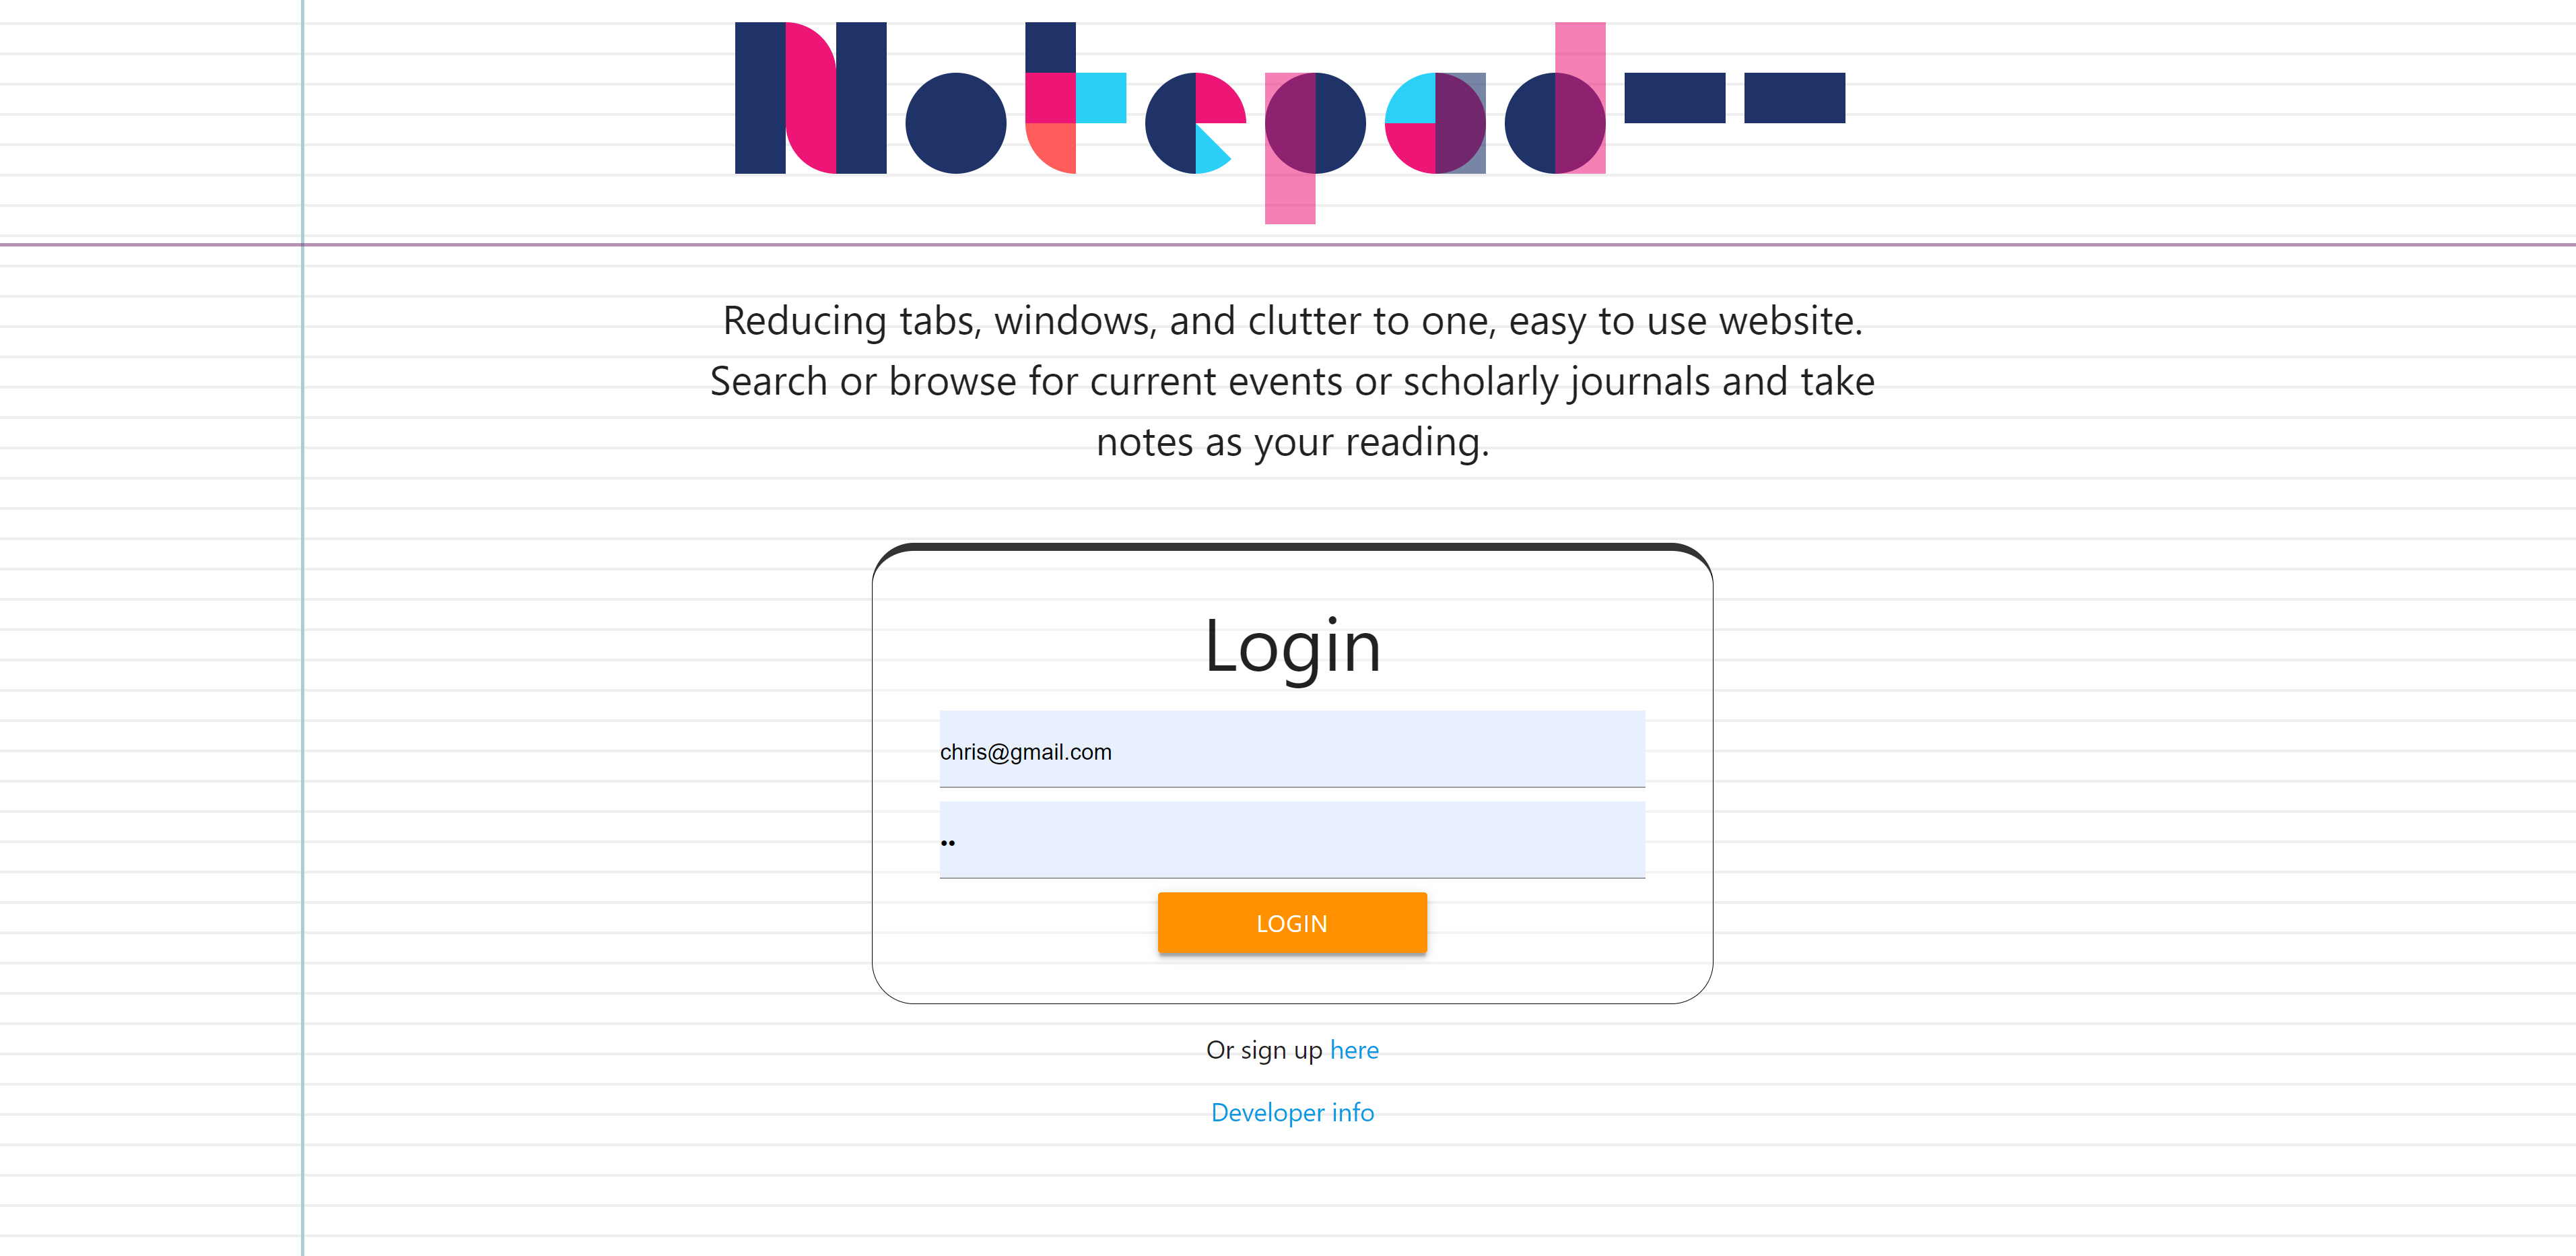 Notepad--
Reducing tabs, windows, and clutter to one, easy to use website.
Search or browse for current events or scholarly journals and take
notes as your reading.
Login
chris@gmail.com
••
LOGIN
Or sign up here
Developer info